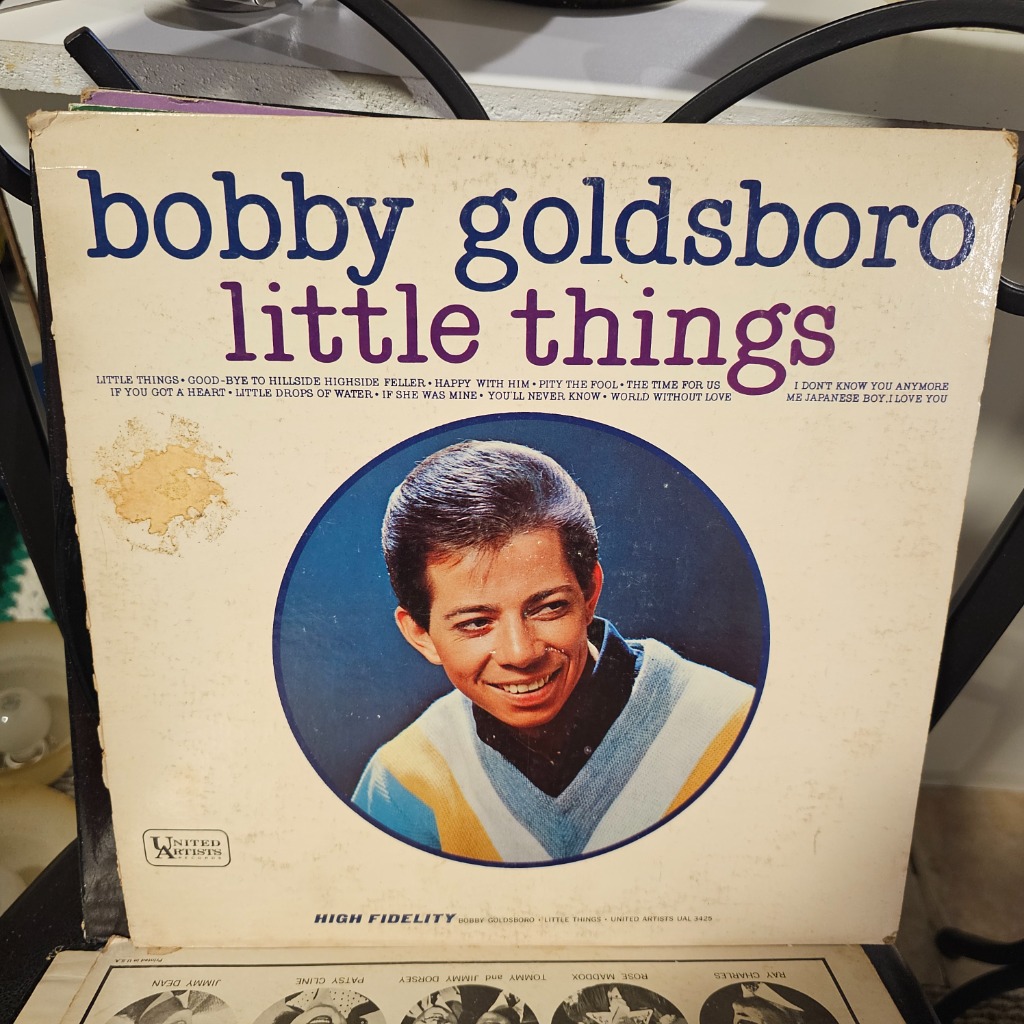 bobby goldsboro
little things
LITTLE THINGS • GOOD-BYE TO HILLSIDE HIGHSIDE FELLER • HAPPY WITH HIM • PITY THE FOOL • THE TIME FOR US I DON'T KNOW YOU ANYMORE
IF YOU GOT A HEART • LITTLE DROPS OF WATER • IF SHE WAS MINE • YOU'LL NEVER KNOW • WORLD WITHOUT LOVE ME JAPANESE BOY.I LOVE YOU
UNITED
ARTISTS
RECORDS
HIGH FIDELITY BOBBY GOLDSBORO • LITTLE THINGS • UNITED ARTISTS UAL 3425
Printed in U.S.A.
JIMMY DEAN PATSY CLINE TOMMY and JIMMY DORSEY ROSE MADDOX RAY CHARLES